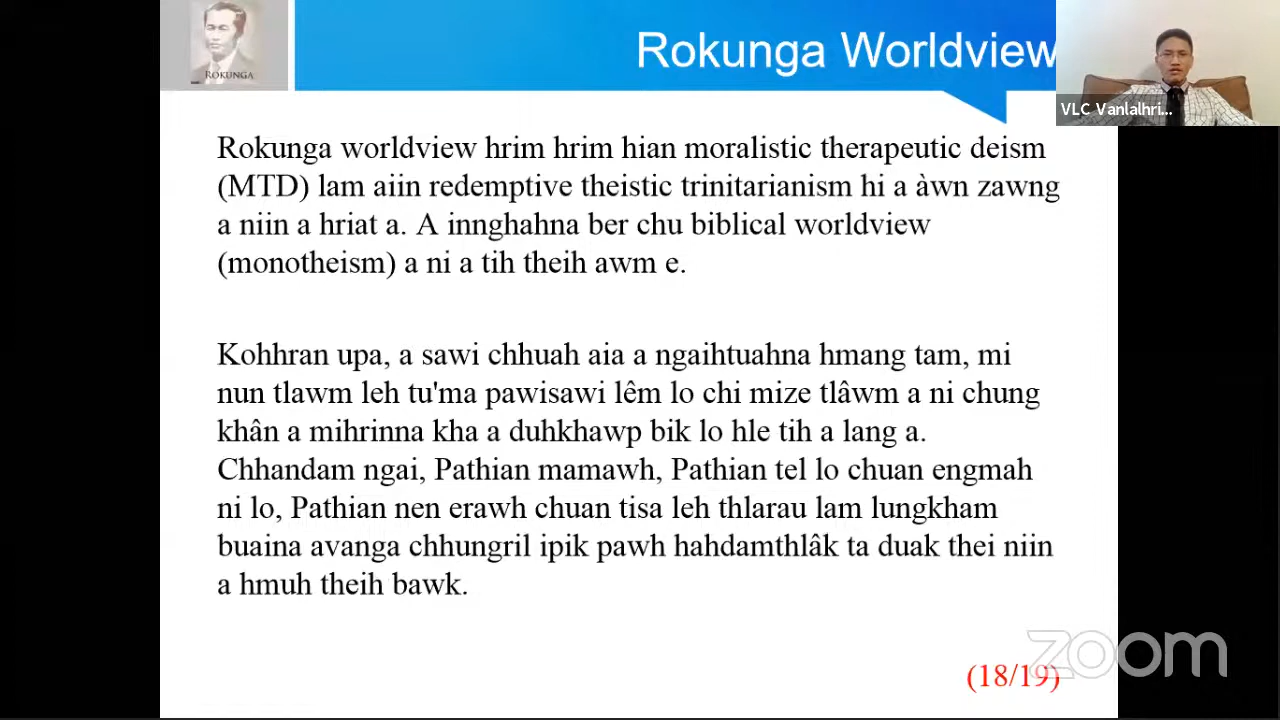 ROKUNGA
Rokunga Worldview
VLC Vanlalhri...
Rokunga worldview hrim hrim hian moralistic therapeutic deism
(MTD) lam aiin redemptive theistic trinitarianism hi a àwn zawng
a niin a hriat a. A innghahna ber chu biblical worldview
(monotheism) a ni a tih theih awm e.
Kohhran upa, a sawi chhuah aia a ngaihtuahna hmang tam, mi
nun tlawm leh tu'ma pawisawi lêm lo chi mize tlâwm a ni chung
khân a mihrinna kha a duhkhawp bik lo hle tih a lang a.
Chhandam ngai, Pathian mamawh, Pathian tel lo chuan engmah
ni lo, Pathian nen erawh chuan tisa leh thlarau lam lungkham
buaina avanga chhungril ipik pawh hahdamthlâk ta duak thei niin
a hmuh theih bawk.
zoom
(18/19)